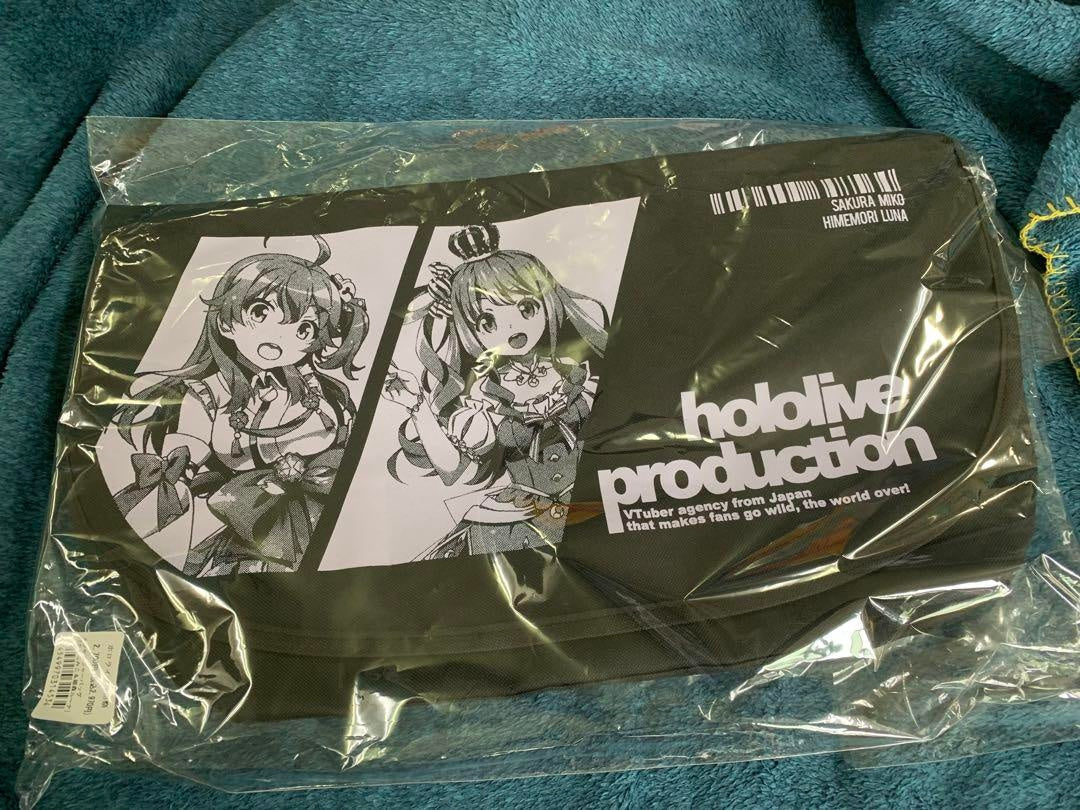 SAKURA MIKO
HIMEMORI LUNA
hololive
production
VTuber agency from Japan
that makes fans go wild, the world over!